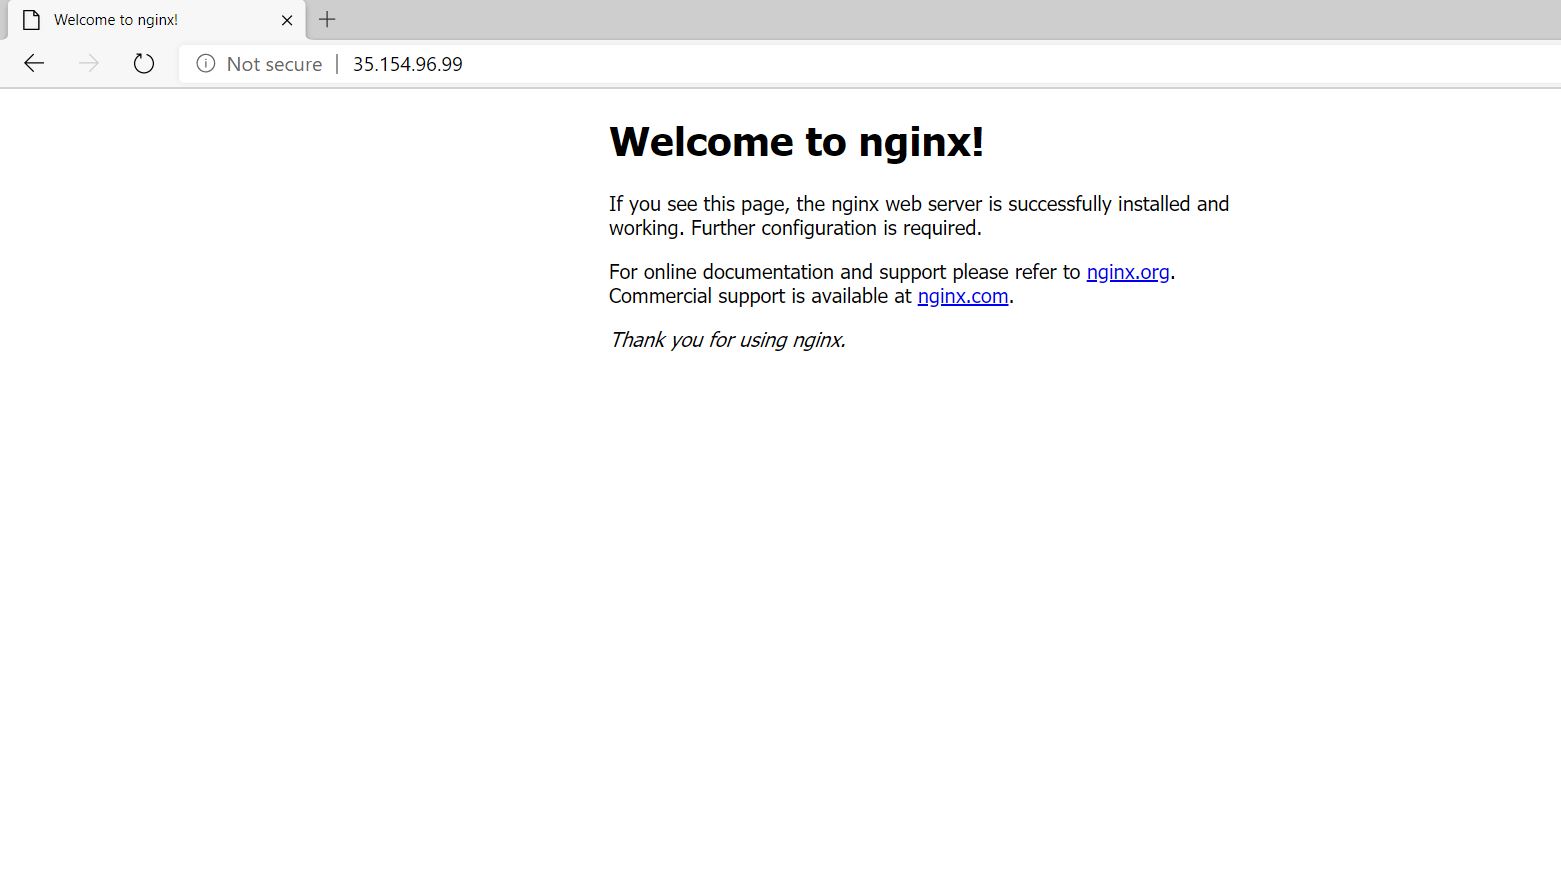 Welcome to nginx!
Not secure | 35.154.96.99
Welcome to nginx!
If you see this page, the nginx web server is successfully installed and
working. Further configuration is required.
For online documentation and support please refer to nginx.org.
Commercial support is available at nginx.com.
Thank you for using nginx.